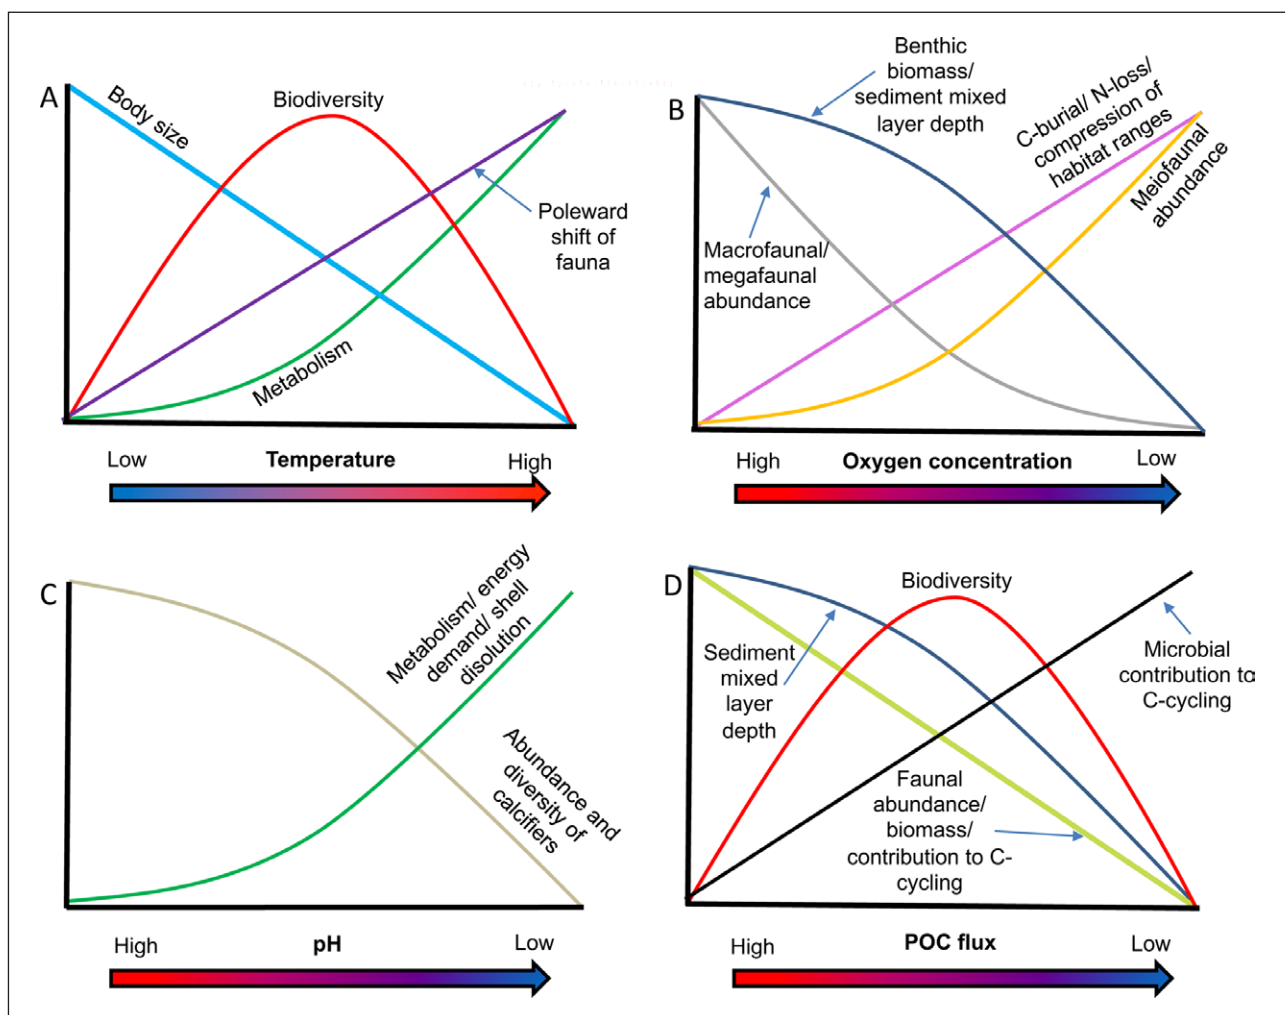 A
Body size
Biodiversity
Poleward
shift of
fauna
Metabolism
Low
Temperature
High
B
Benthic
biomass/
sediment mixed
layer depth
C-burial/ N-loss/
compression of
habitat ranges
Meiofaunal
abundance
Macrofaunal/
megafaunal
abundance
High
Oxygen concentration
Low
C
Metabolism/ energy
demand/ shell
disolution
Abundance and
diversity of
calcifiers
High
pH
Low
D
Biodiversity
Sediment
mixed
layer
depth
Microbial
contribution to
C-cycling
Faunal
abundance/
biomass/
contribution to C-
cycling
High
POC flux
Low